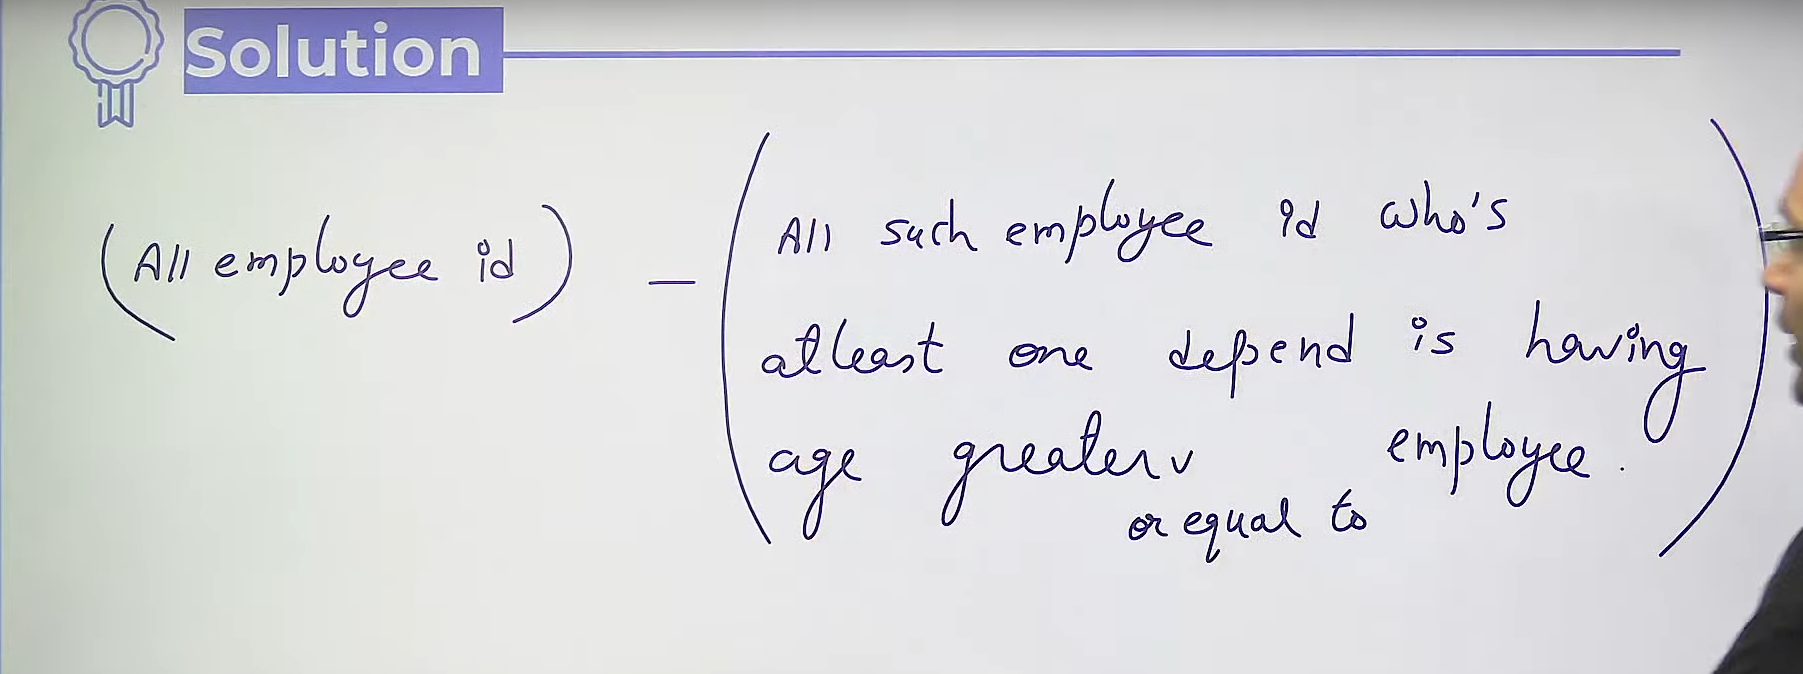 Solution
(All employee id) - (All such employee id who's
atleast one depend is having
age greater employee.
or equal to)